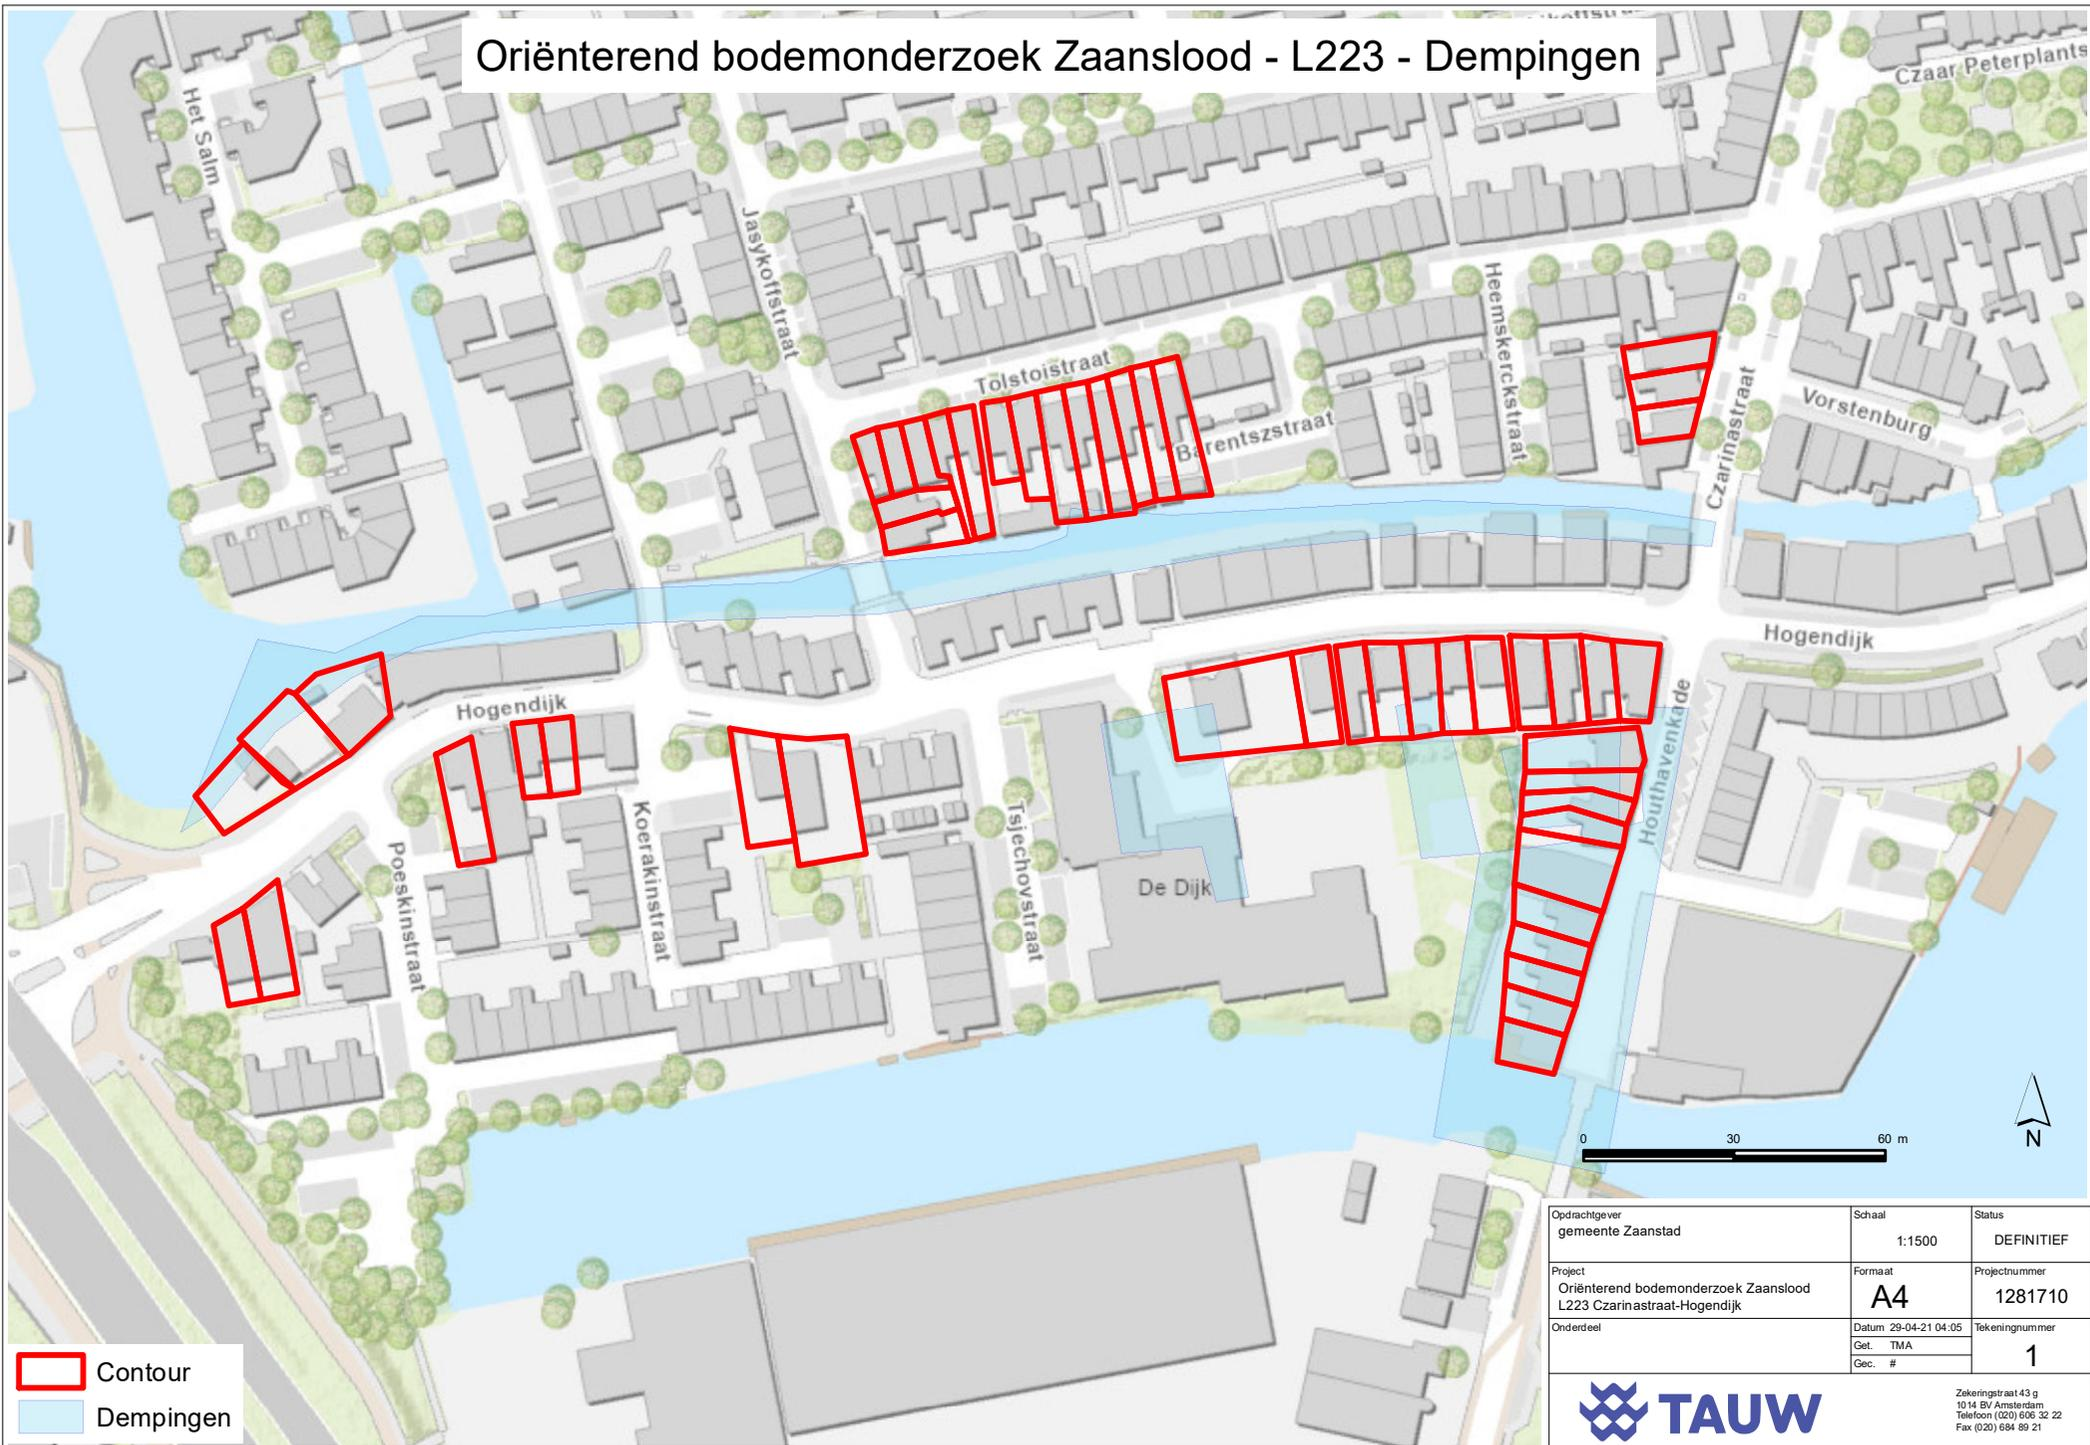 Oriënterend bodemonderzoek Zaanslood - L223 - Dempingen
Czaar Peterplants
Het Salm
Jasykoffstraat
Tolstoistraat
Barentszstraat
Heemskerckstraat
Czarinastraat
Vorstenburg
Hogendijk
Hogendijk
Houthavenkade
Poeskinstraat
Koerakinstraat
Tsjechovstraat
De Dijk
0 30 60 m
N
Contour
Dempingen
Opdrachtgever
gemeente Zaanstad
Schaal
1:1500
Status
DEFINITIEF
Project
Oriënterend bodemonderzoek Zaanslood
L223 Czarinastraat-Hogendijk
Formaat
A4
Projectnummer
1281710
Onderdeel
Datum 29-04-21 04:05
Get. TMA
Gec. #
Tekeningnummer
1
TAUW
Zekeringstraat 43 g
1014 BV Amsterdam
Telefoon (020) 606 32 22
Fax (020) 684 89 21